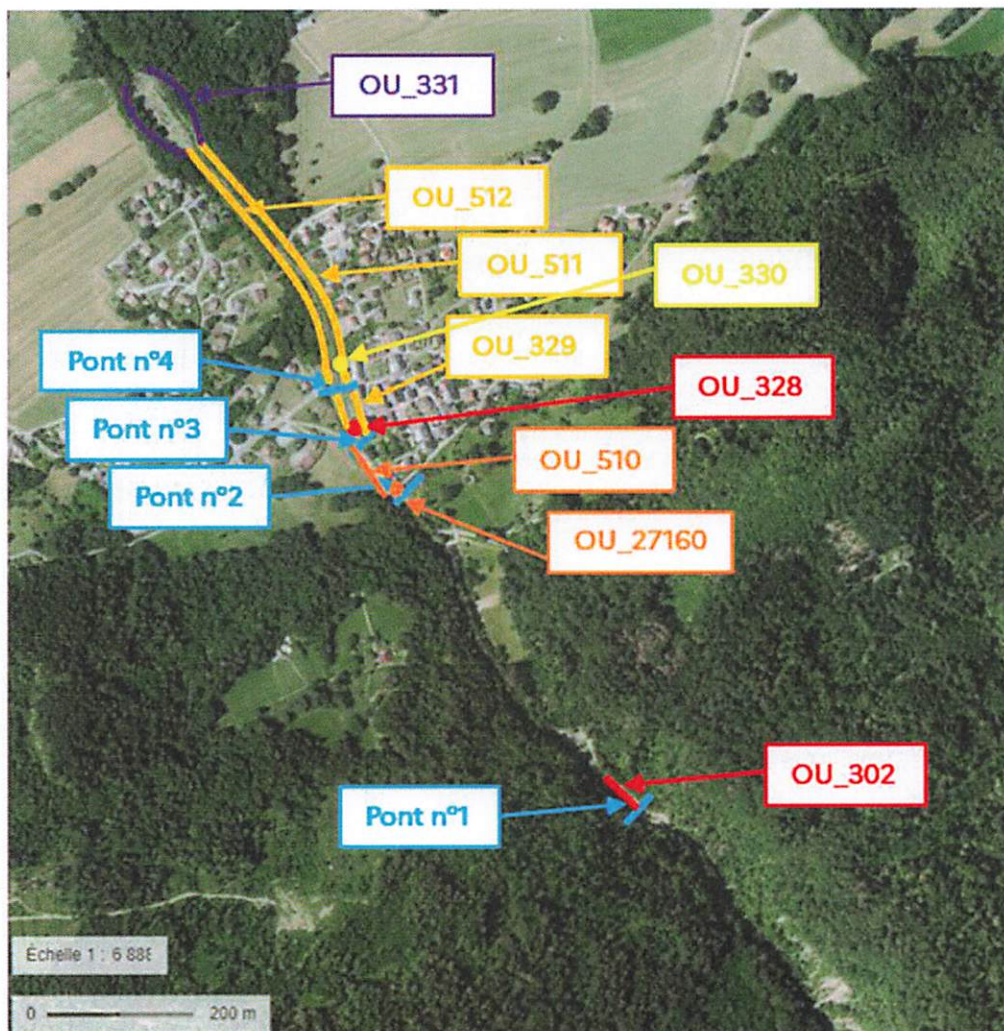 OU_331
OU_512
OU_511
OU_330
OU_329
Pont n°4
OU_328
Pont n°3
OU_510
Pont n°2
OU_27160
OU_302
Pont n°1
Échelle 1 : 6 888
0 200 m